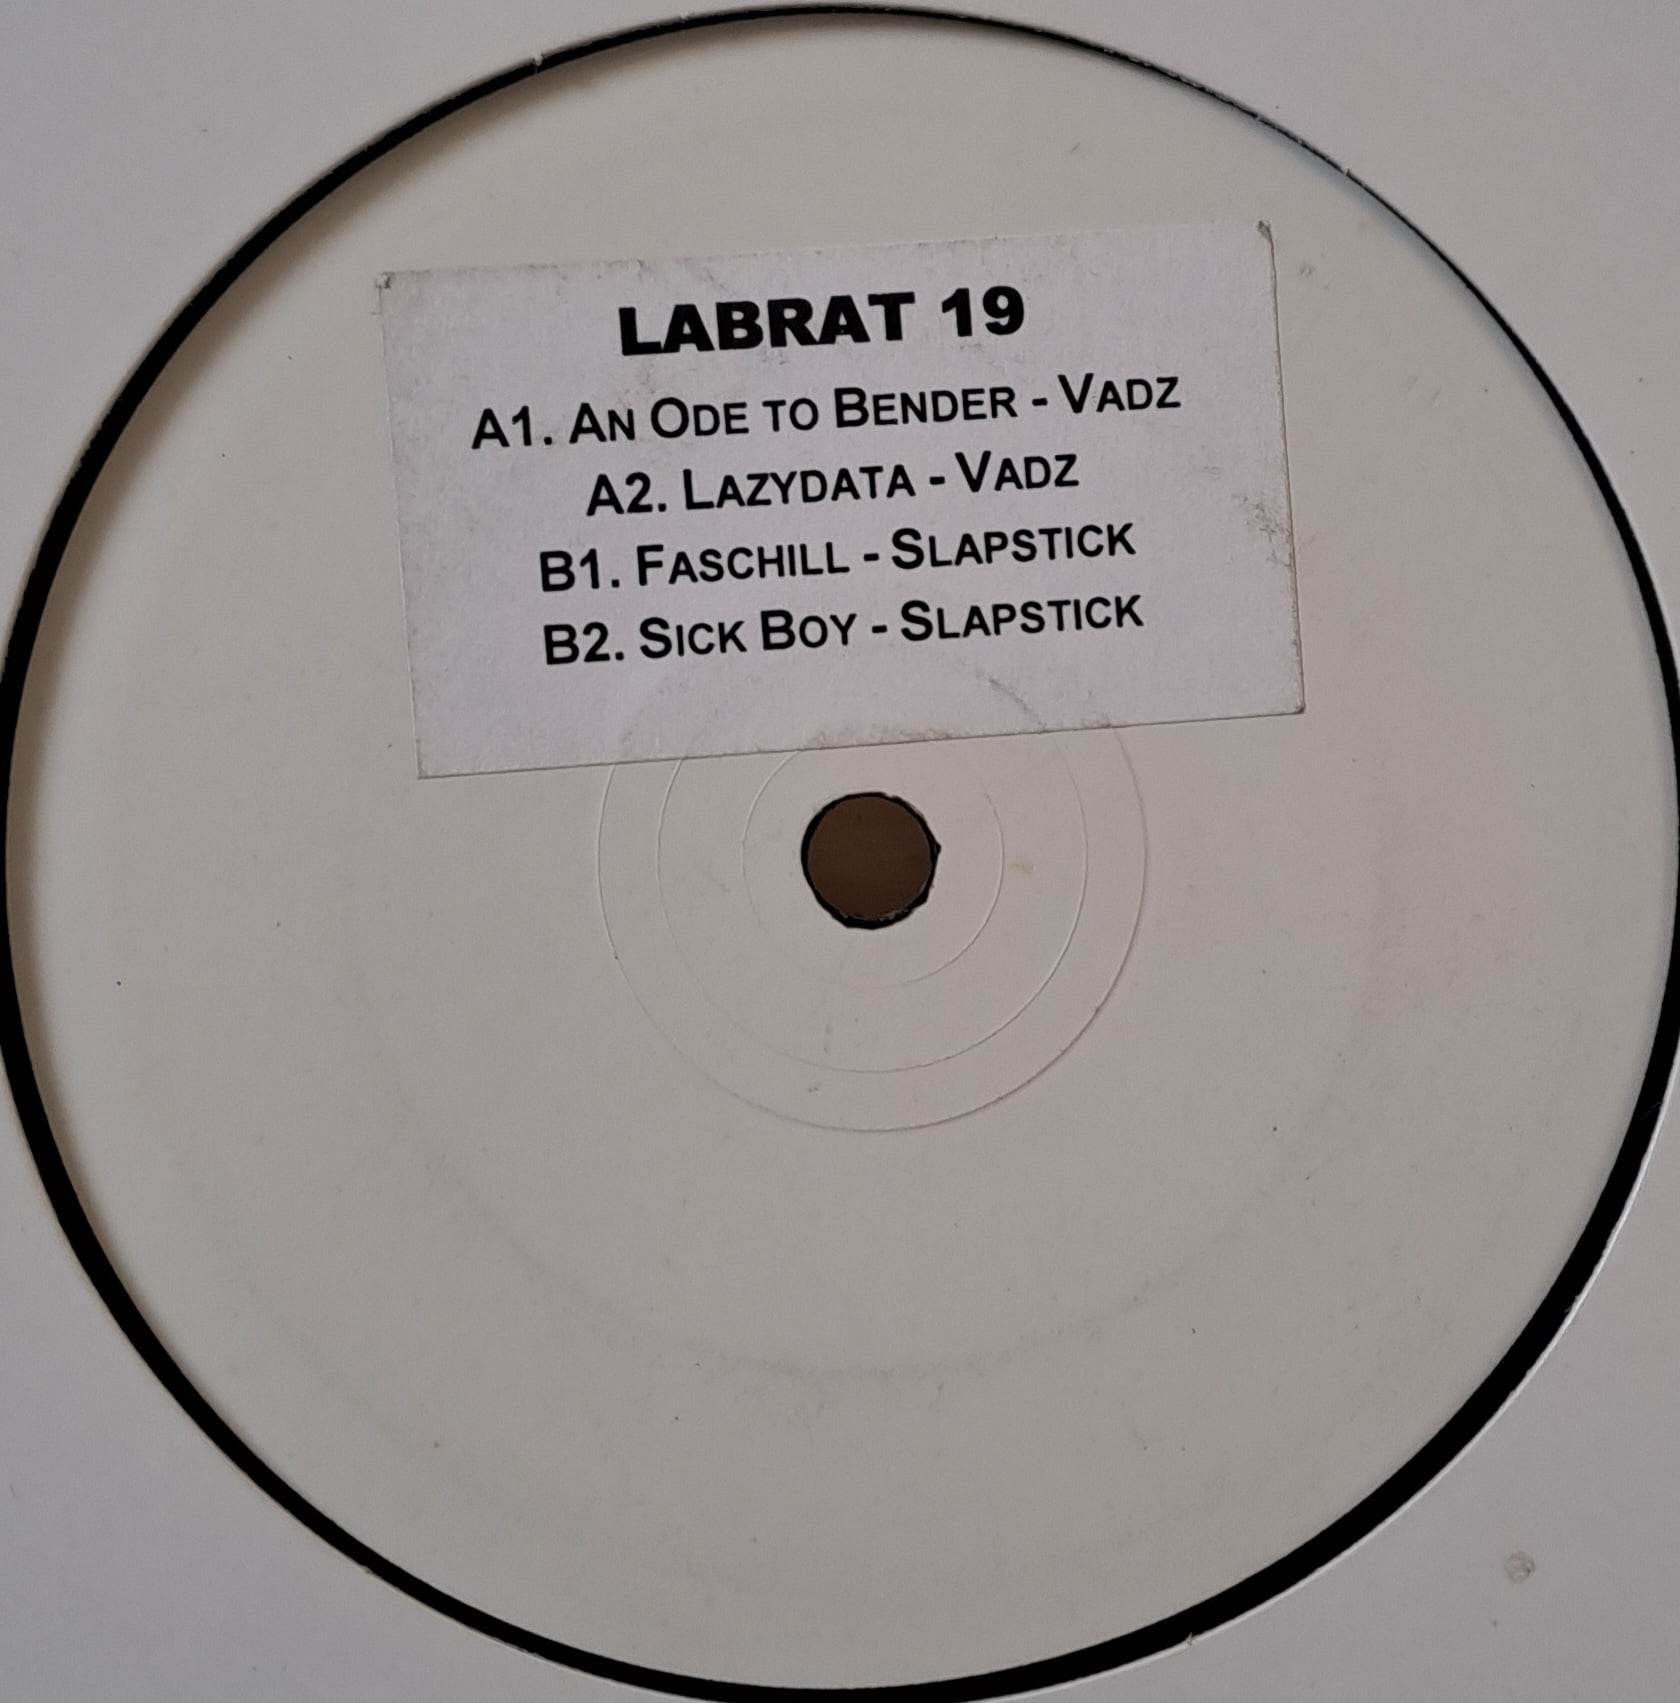 LABRAT 19
A1. An Ode to Bender - Vadz
A2. Lazydata - Vadz
B1. Faschill - Slapstick
B2. Sick Boy - Slapstick